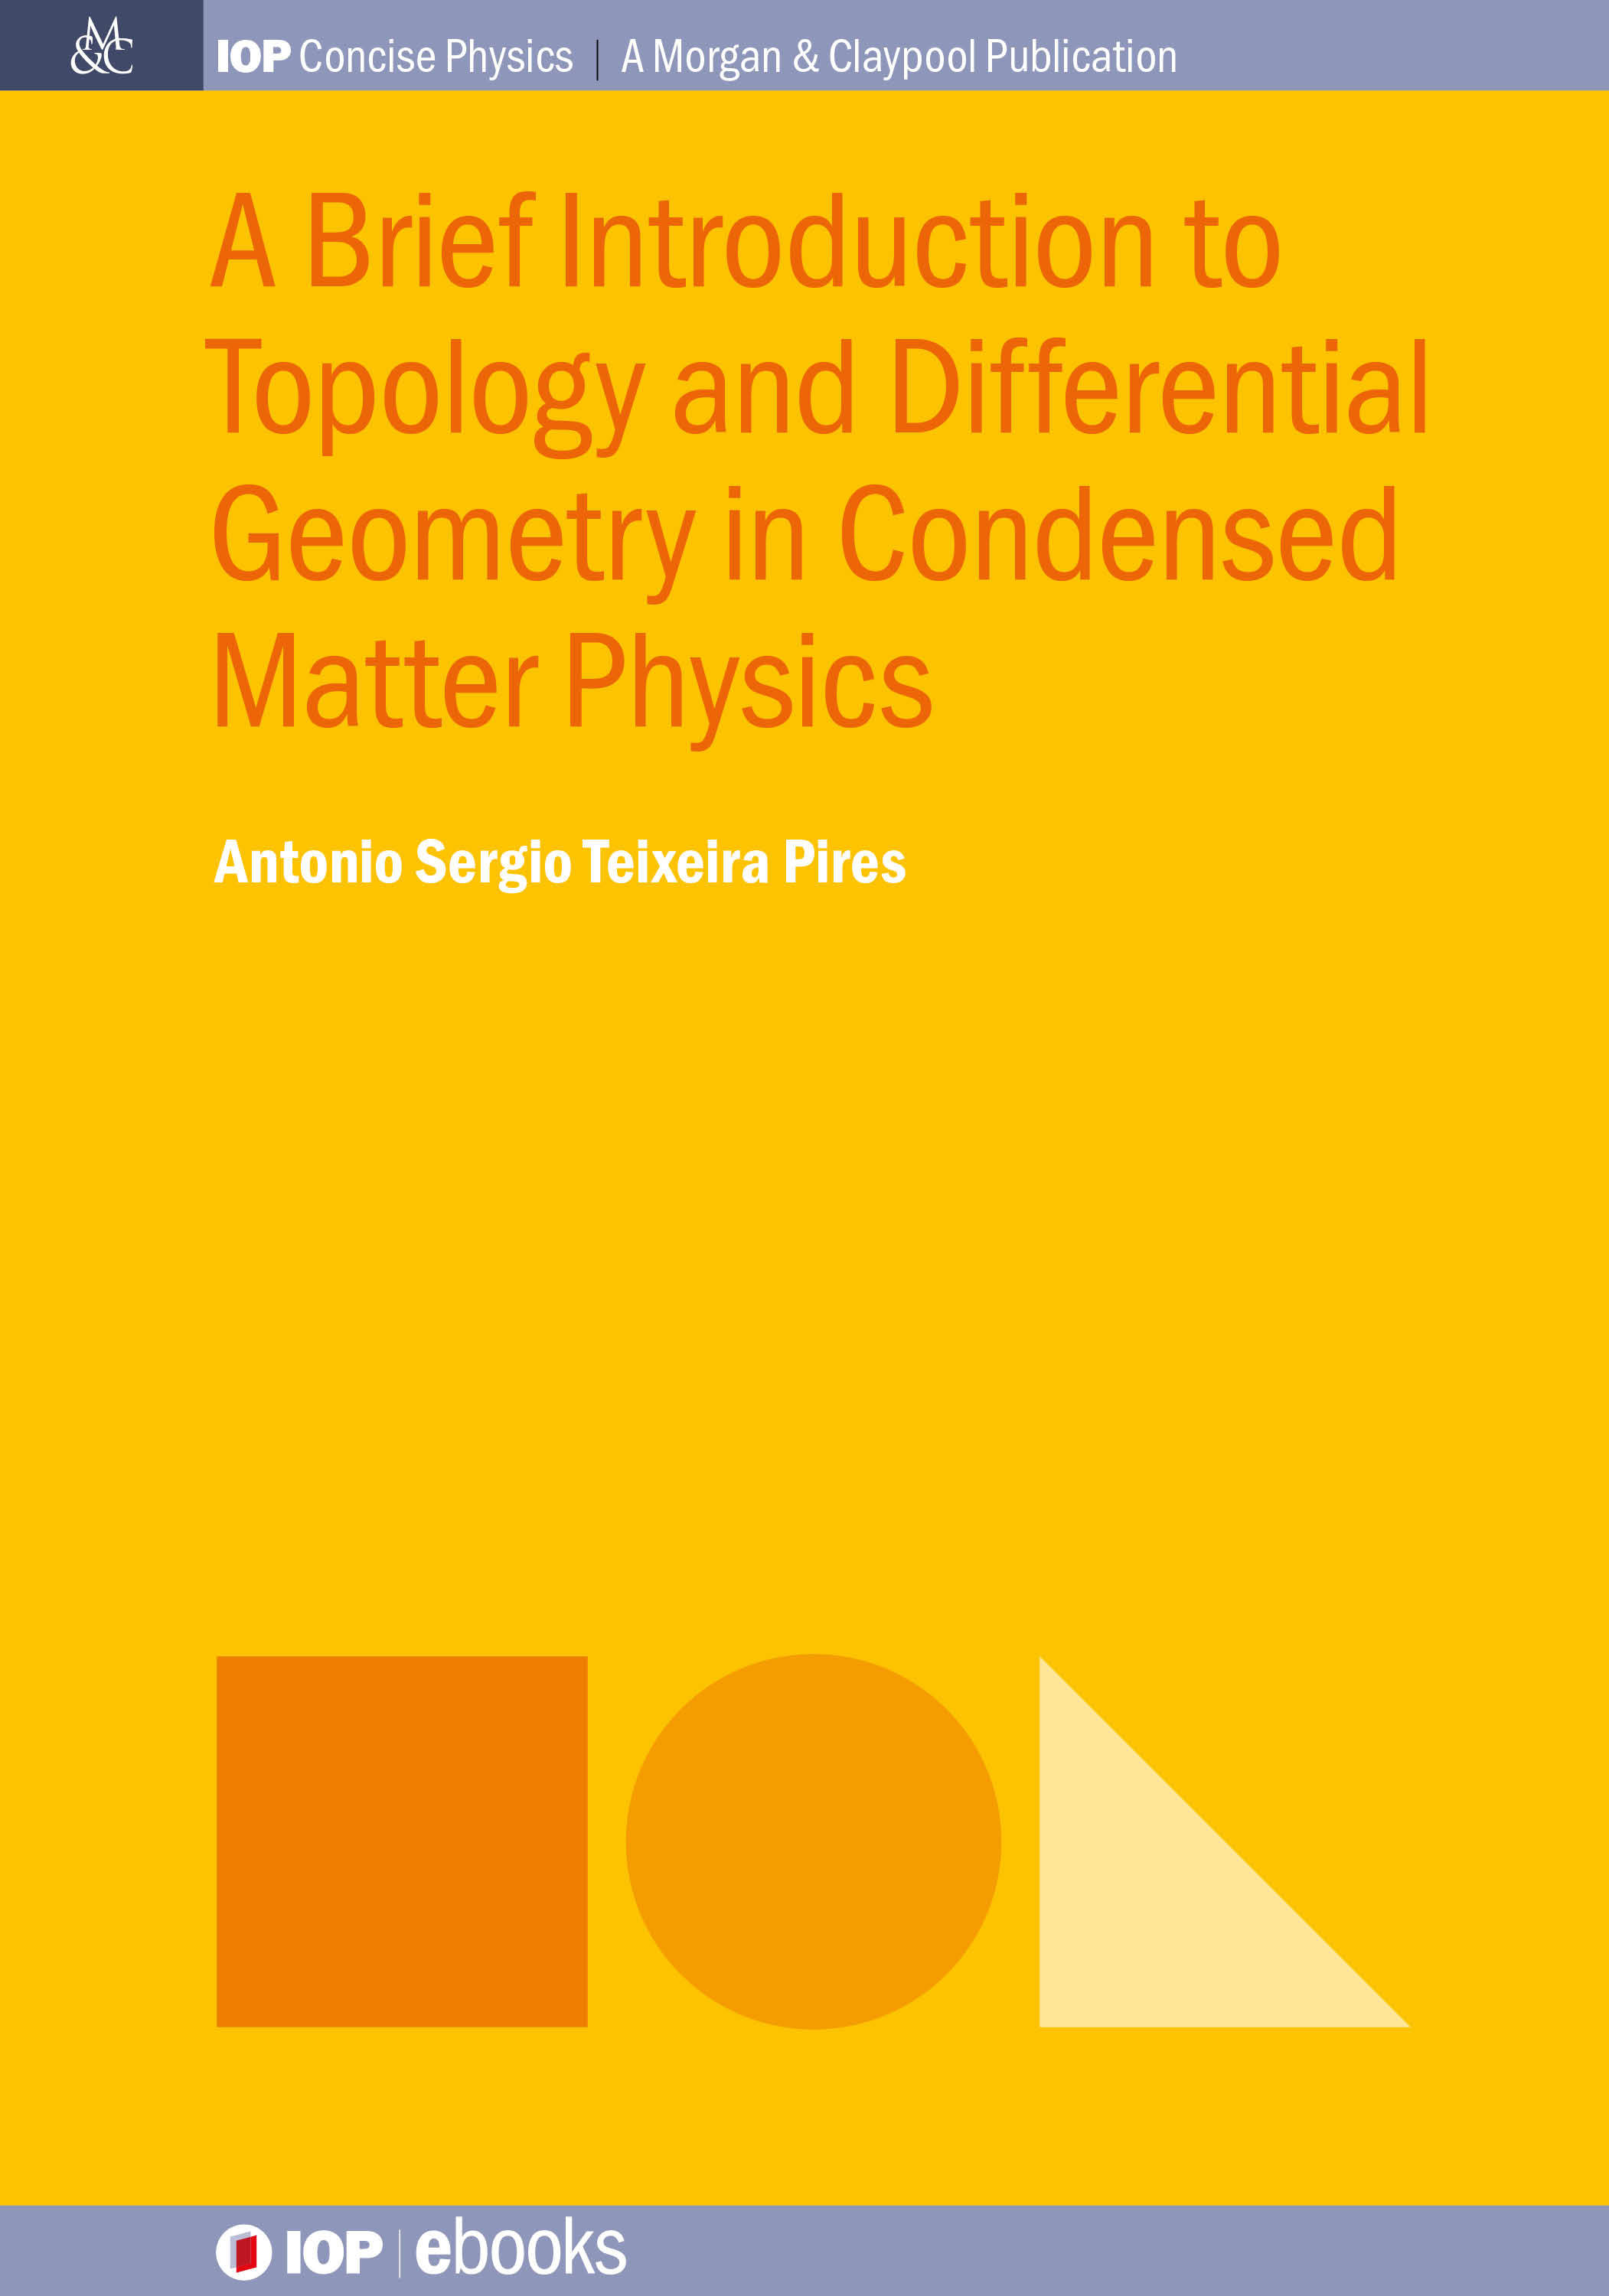 M&C
IOP Concise Physics | A Morgan & Claypool Publication
A Brief Introduction to
Topology and Differential
Geometry in Condensed
Matter Physics
Antonio Sergio Teixeira Pires
IOP | ebooks